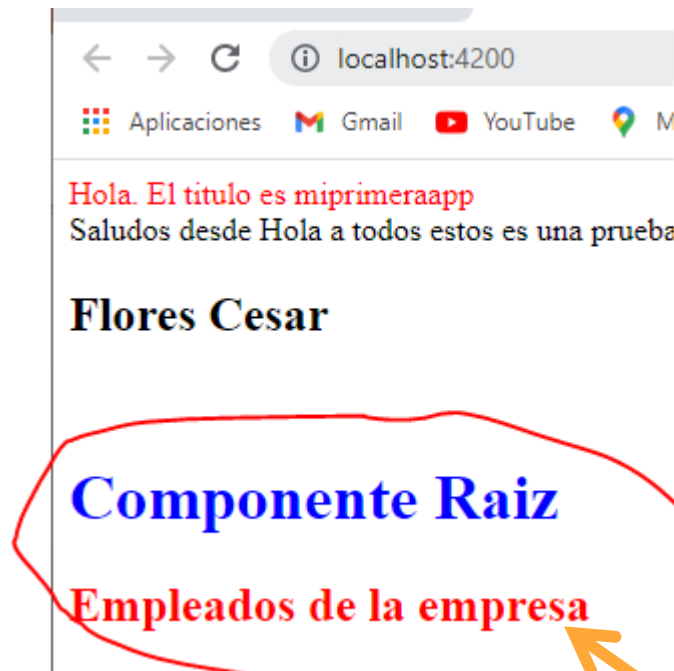 localhost:4200
Aplicaciones Gmail YouTube M
Hola. El titulo es miprimeraapp
Saludos desde Hola a todos estos es una prueba
Flores Cesar
Componente Raiz
Empleados de la empresa